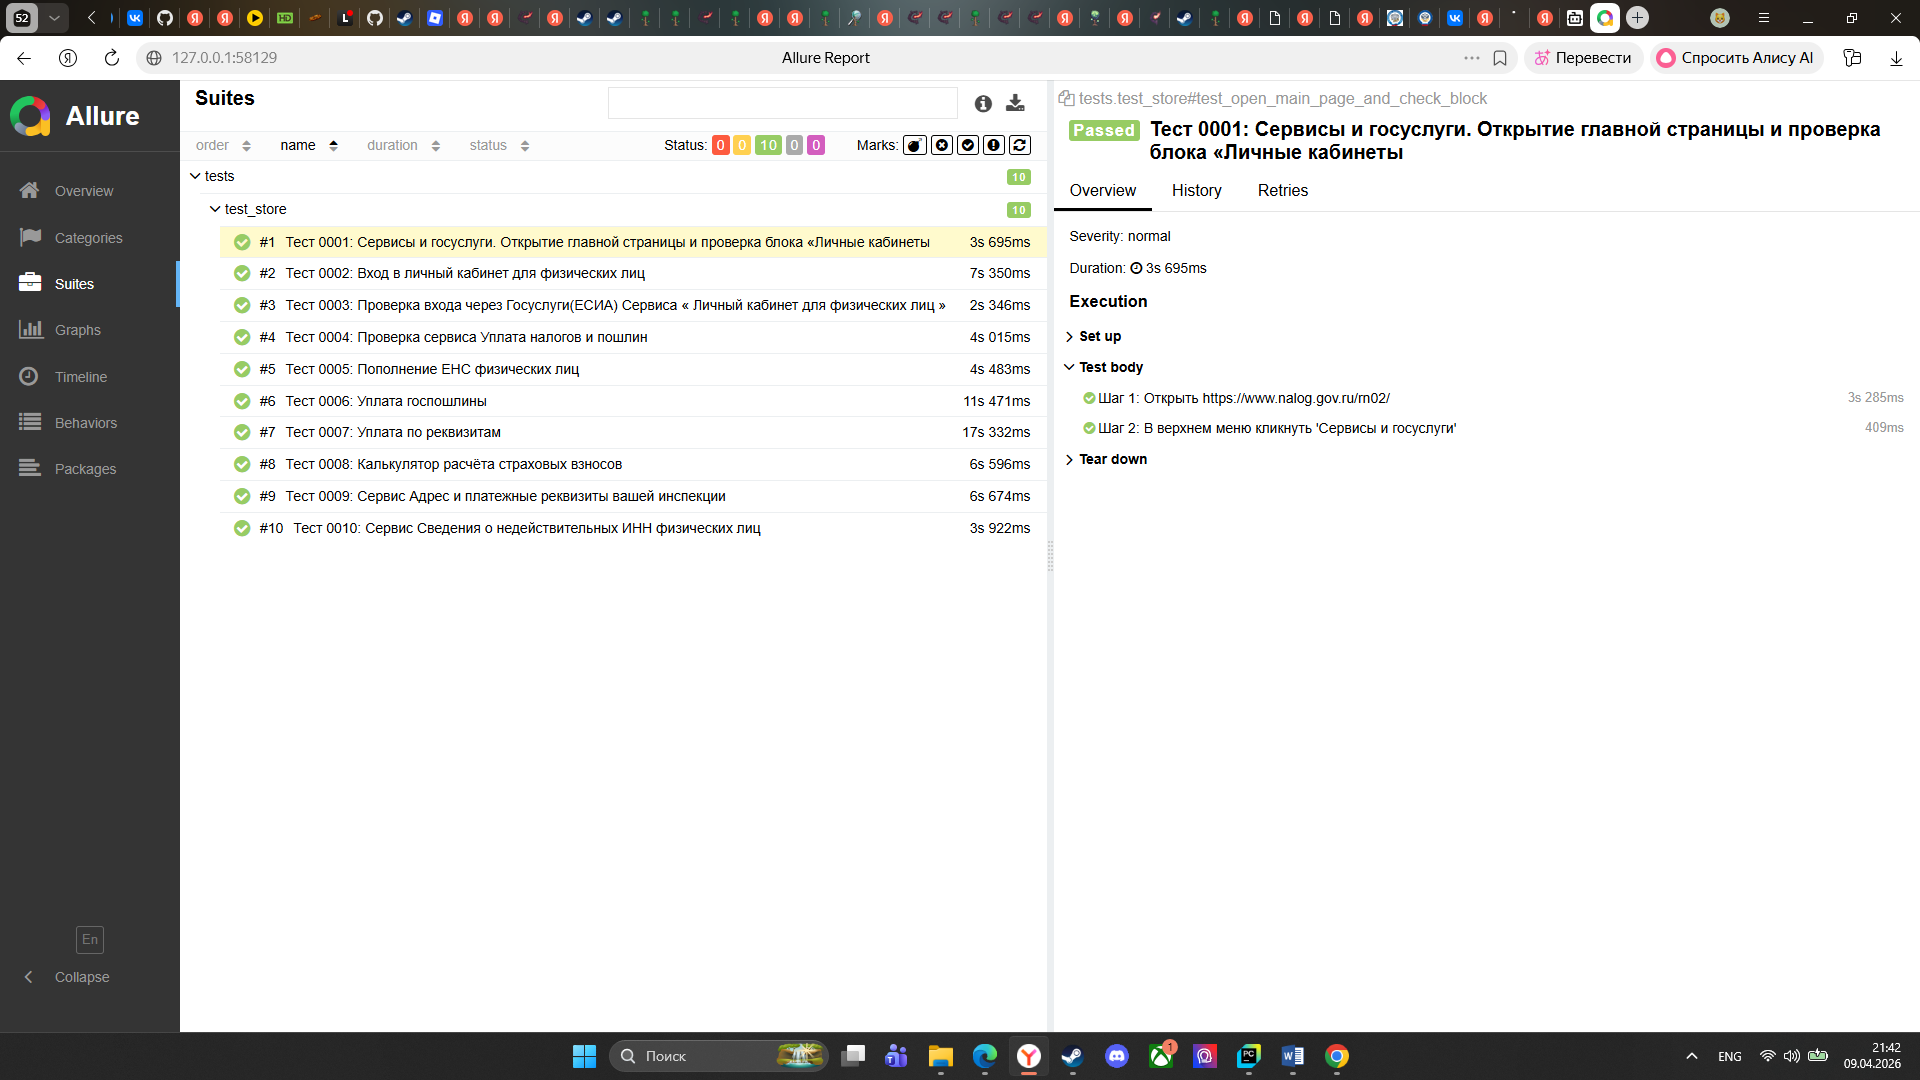 52
HD
127.0.0.1:58129
Allure Report
Перевести
Спросить Алису AI
Allure
Overview
Categories
Suites
Graphs
Timeline
Behaviors
Packages
En
Collapse
Suites
order
name
duration
status
Status: 0 0 10 0 0
Marks:
tests 10
test_store 10
#1 Тест 0001: Сервисы и госуслуги. Открытие главной страницы и проверка блока «Личные кабинеты 3s 695ms
#2 Тест 0002: Вход в личный кабинет для физических лиц 7s 350ms
#3 Тест 0003: Проверка входа через Госуслуги(ЕСИА) Сервиса « Личный кабинет для физических лиц » 2s 346ms
#4 Тест 0004: Проверка сервиса Уплата налогов и пошлин 4s 015ms
#5 Тест 0005: Пополнение ЕНС физических лиц 4s 483ms
#6 Тест 0006: Уплата госпошлины 11s 471ms
#7 Тест 0007: Уплата по реквизитам 17s 332ms
#8 Тест 0008: Калькулятор расчёта страховых взносов 6s 596ms
#9 Тест 0009: Сервис Адрес и платежные реквизиты вашей инспекции 6s 674ms
#10 Тест 0010: Сервис Сведения о недействительных ИНН физических лиц 3s 922ms
tests.test_store#test_open_main_page_and_check_block
Passed Тест 0001: Сервисы и госуслуги. Открытие главной страницы и проверка
блока «Личные кабинеты
Overview History Retries
Severity: normal
Duration: 3s 695ms
Execution
Set up
Test body
Шаг 1: Открыть https://www.nalog.gov.ru/rn02/ 3s 285ms
Шаг 2: В верхнем меню кликнуть 'Сервисы и госуслуги' 409ms
Tear down
Поиск
1
ENG
21:42
09.04.2026